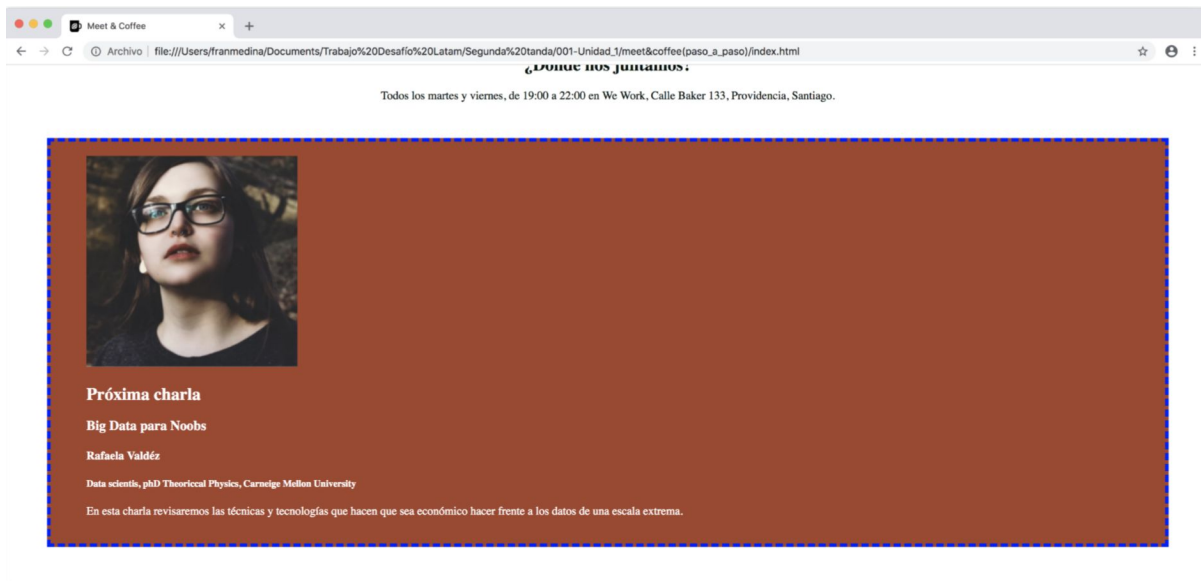 Meet & Coffee
Archivo file:///Users/franmedina/Documents/Trabajo%20Desafío%20Latam/Segunda%20tanda/001-Unidad_1/meet&coffee(paso_a_paso)/index.html
¿Dónde nos juntamos?
Todos los martes y viernes, de 19:00 a 22:00 en We Work, Calle Baker 133, Providencia, Santiago.
Próxima charla
Big Data para Noobs
Rafaela Valdéz
Data scientis, phD Theoriccal Physics, Carneige Mellon University
En esta charla revisaremos las técnicas y tecnologías que hacen que sea económico hacer frente a los datos de una escala extrema.